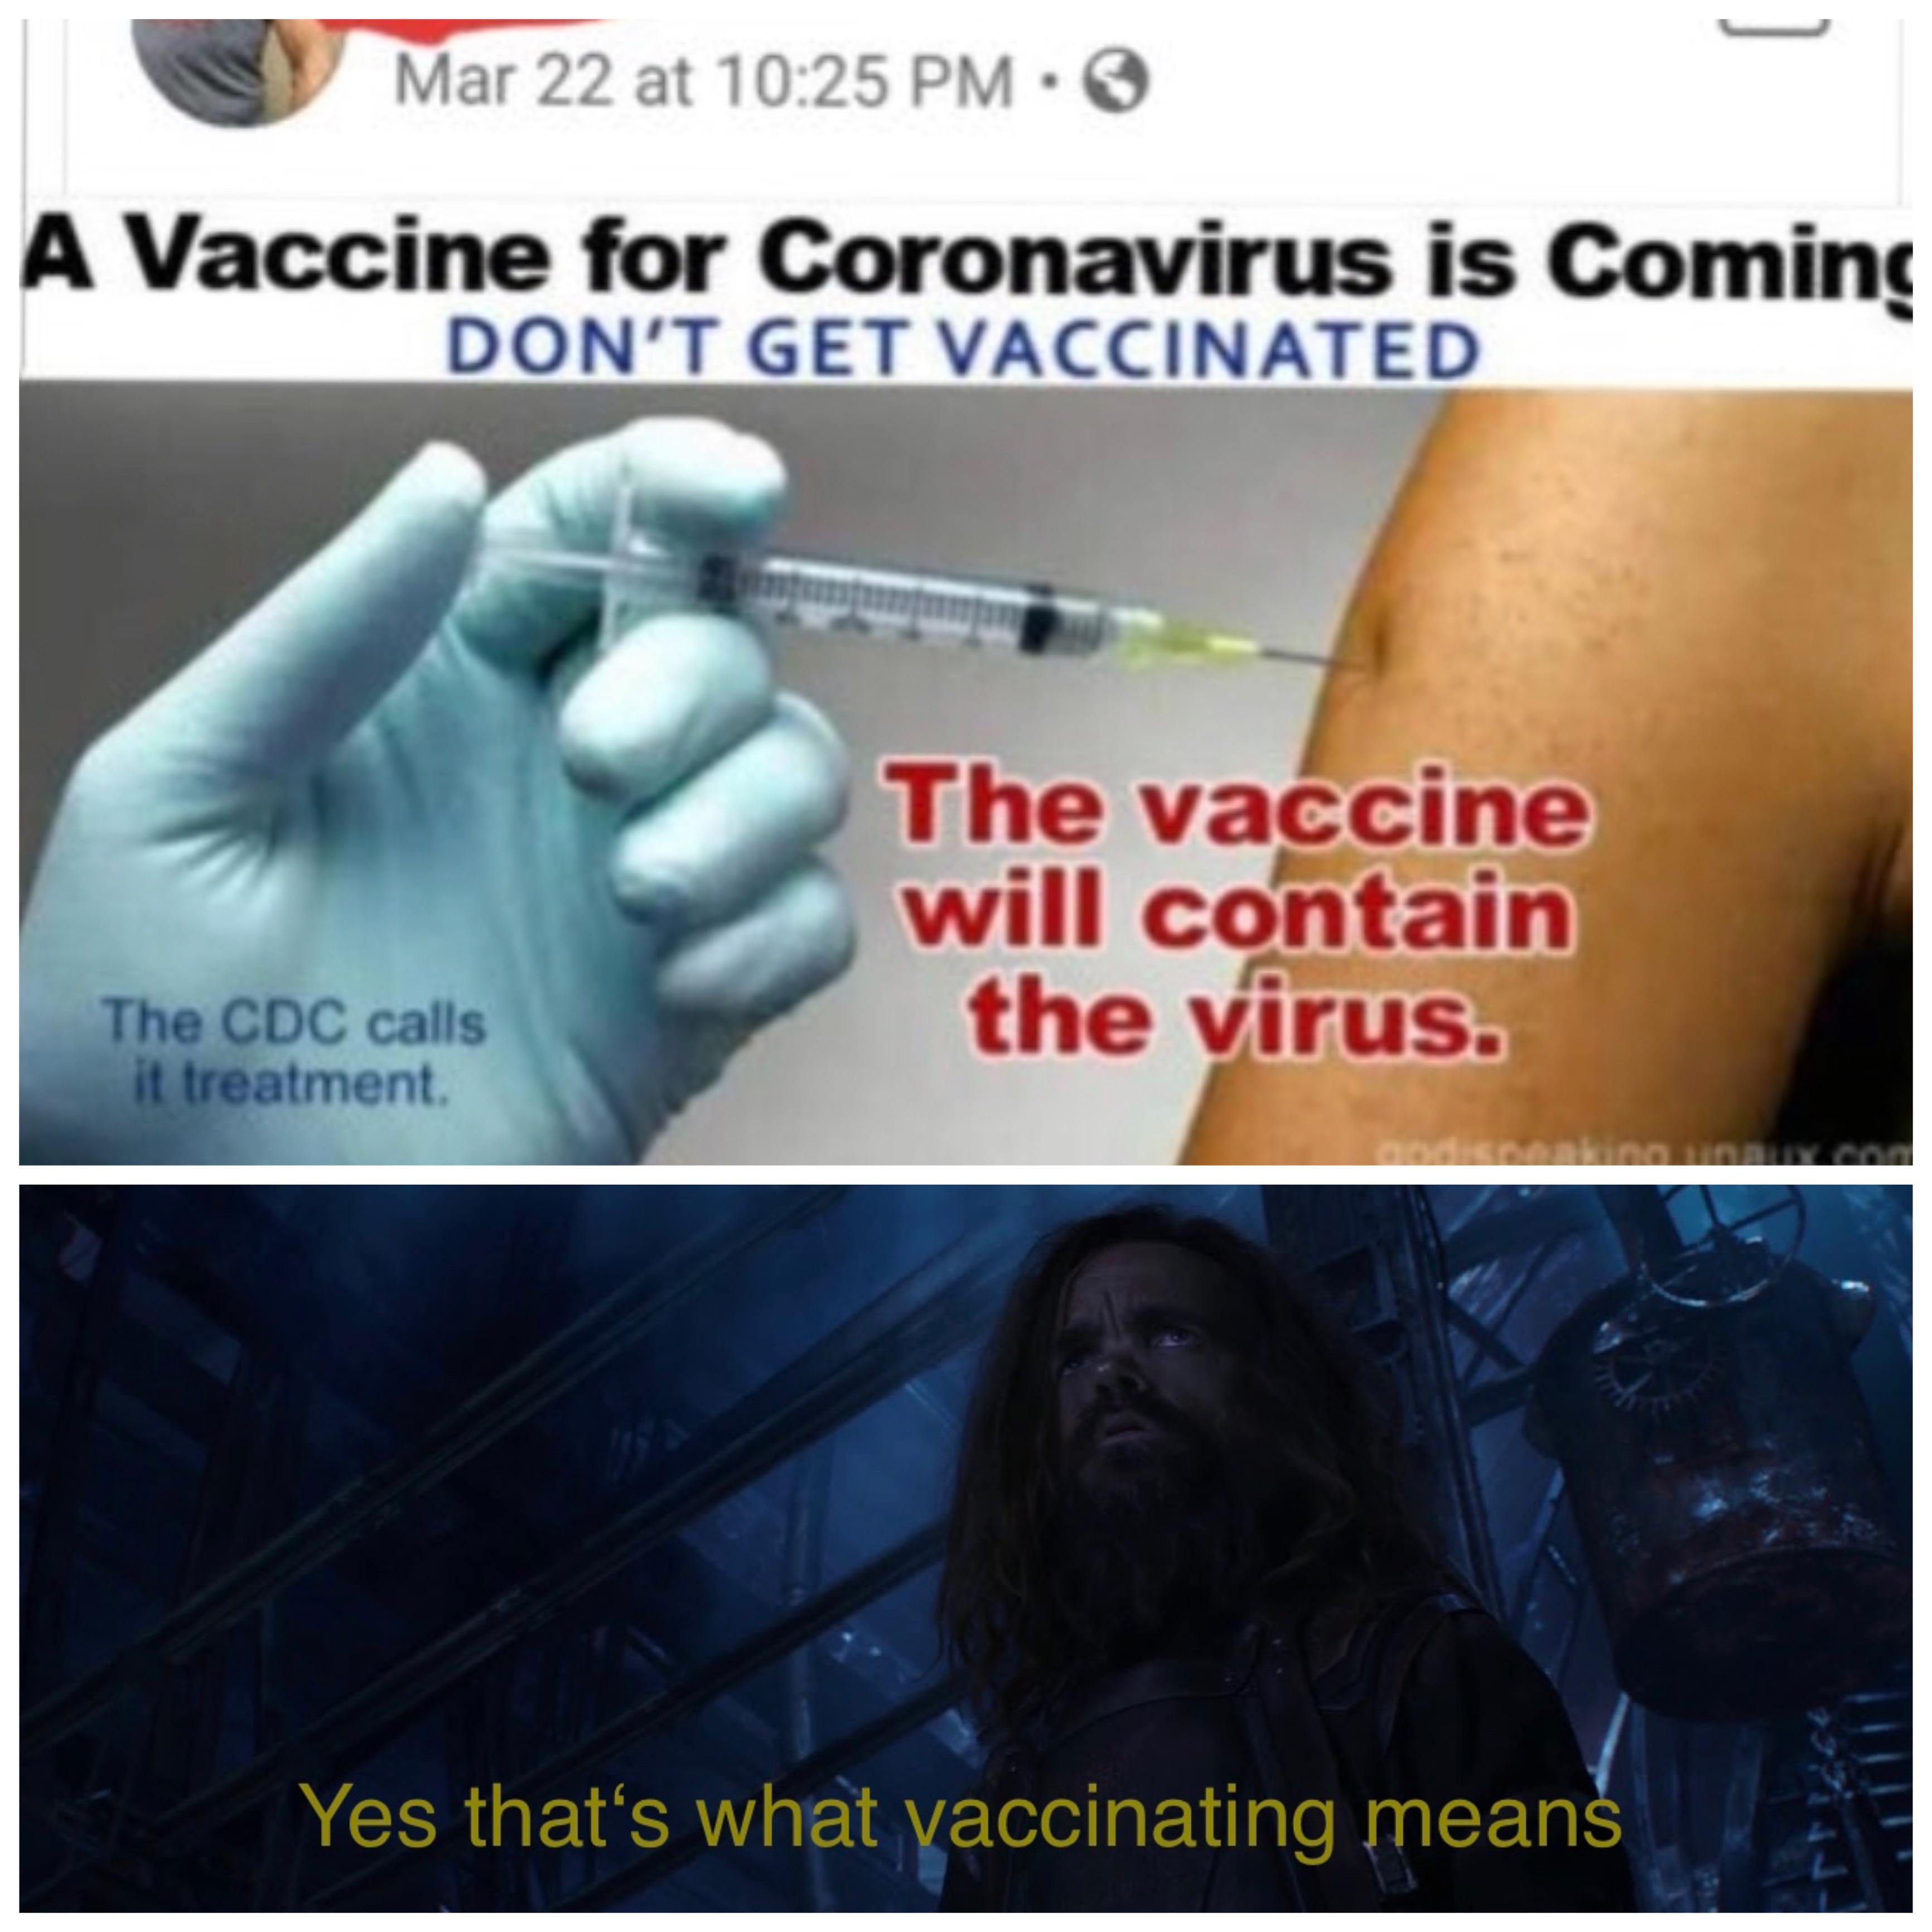 Mar 22 at 10:25 PM •
A Vaccine for Coronavirus is Coming
DON'T GET VACCINATED
The vaccine
will contain
the virus.
The CDC calls
it treatment.
Yes that‘s what vaccinating means